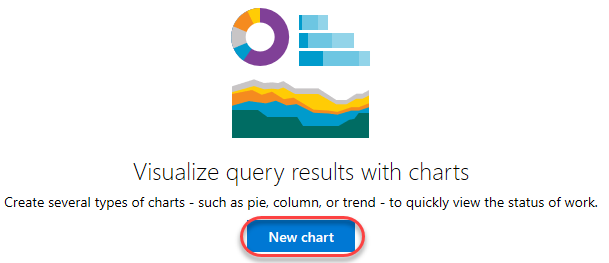 Visualize query results with charts
Create several types of charts - such as pie, column, or trend - to quickly view the status of work.
New chart